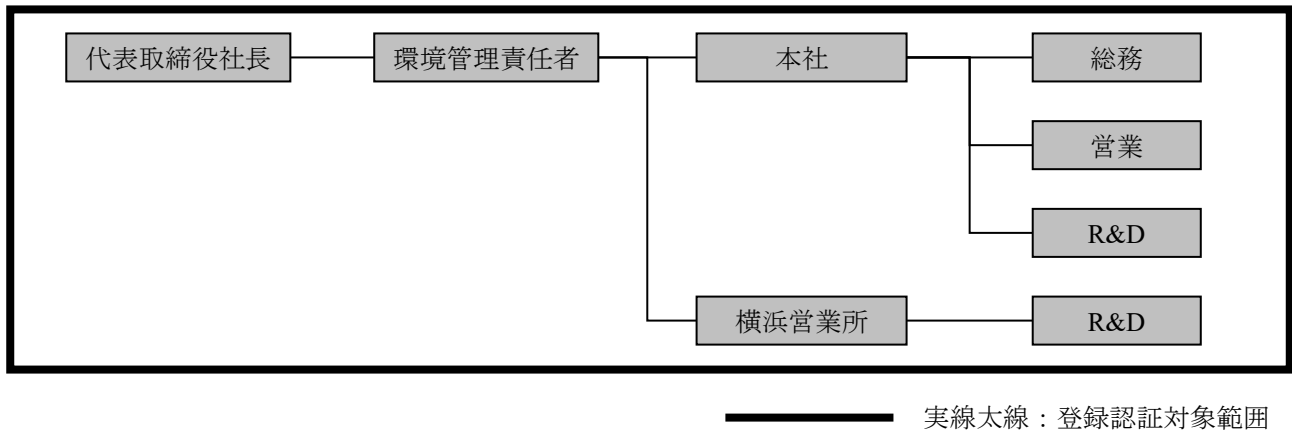 代表取締役社長
環境管理責任者
本社
総務
営業
R&D
横浜営業所
R&D
実線太線：登録認証対象範囲